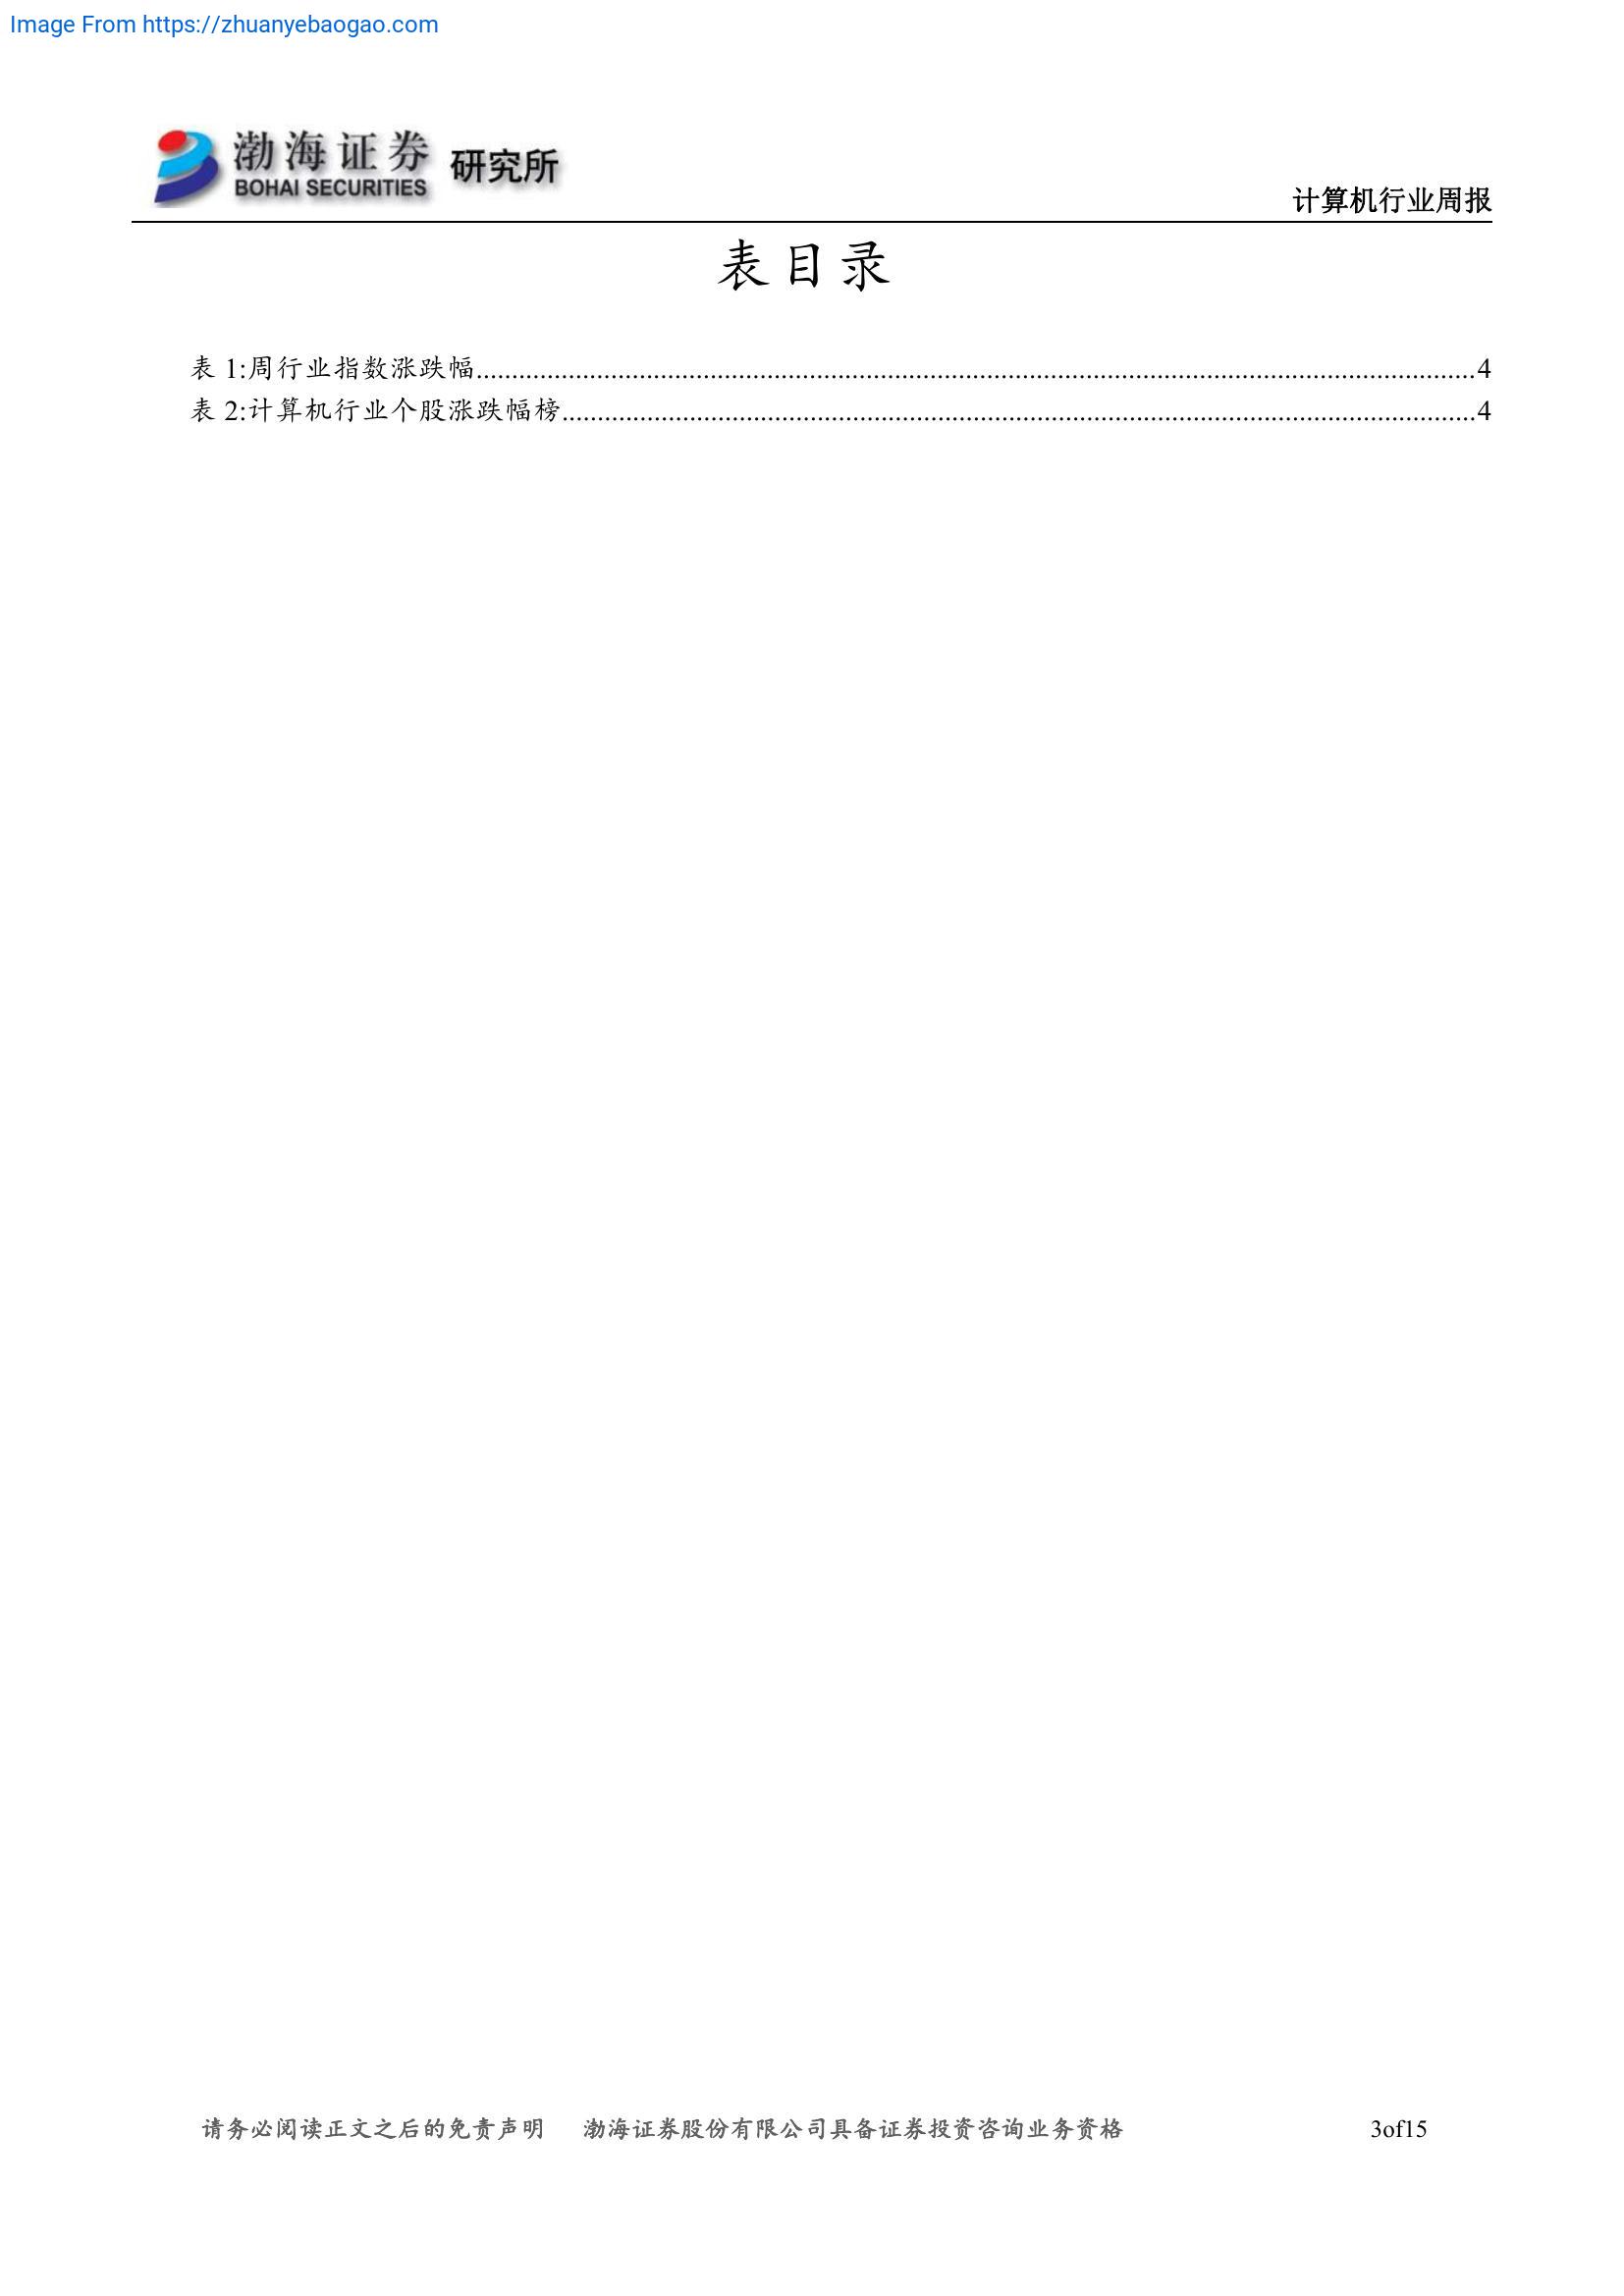 Image From https://zhuanyebaogao.com
渤海证券 研究所
BOHAI SECURITIES
计算机行业周报
表目录
表 1:周行业指数涨跌幅....................4
表 2:计算机行业个股涨跌幅榜....................4
请务必阅读正文之后的免责声明 渤海证券股份有限公司具备证券投资咨询业务资格 3of15